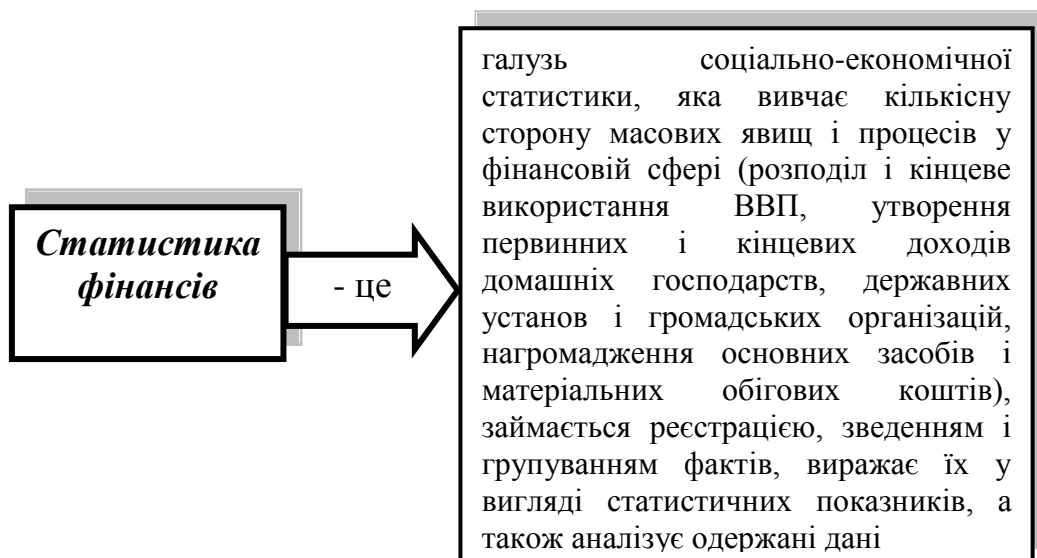 Статистика
фінансів
- це
галузь соціально-економічної
статистики, яка вивчає кількісну
сторону масових явищ і процесів у
фінансовій сфері (розподіл і кінцеве
використання ВВП, утворення
первинних і кінцевих доходів
домашніх господарств, державних
установ і громадських організацій,
нагромадження основних засобів і
матеріальних обігових коштів),
займається реєстрацією, зведенням і
групуванням фактів, виражає їх у
вигляді статистичних показників, а
також аналізує одержані дані